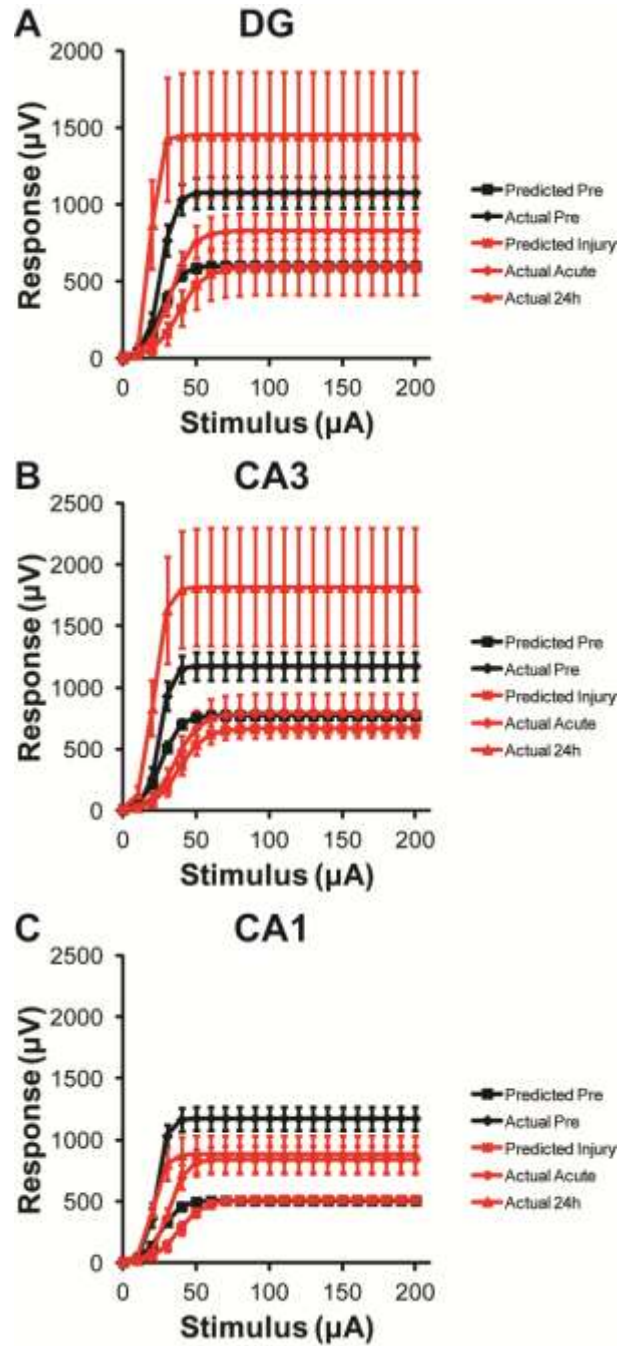 A DG
2000
1500
1000
500
0
Response (µV)
0 50 100 150 200
Stimulus (µA)
Predicted Pre
Actual Pre
Predicted Injury
Actual Acute
Actual 24h
B CA3
2500
2000
1500
1000
500
0
Response (µV)
0 50 100 150 200
Stimulus (µA)
Predicted Pre
Actual Pre
Predicted Injury
Actual Acute
Actual 24h
C CA1
2500
2000
1500
1000
500
0
Response (µV)
0 50 100 150 200
Stimulus (µA)
Predicted Pre
Actual Pre
Predicted Injury
Actual Acute
Actual 24h